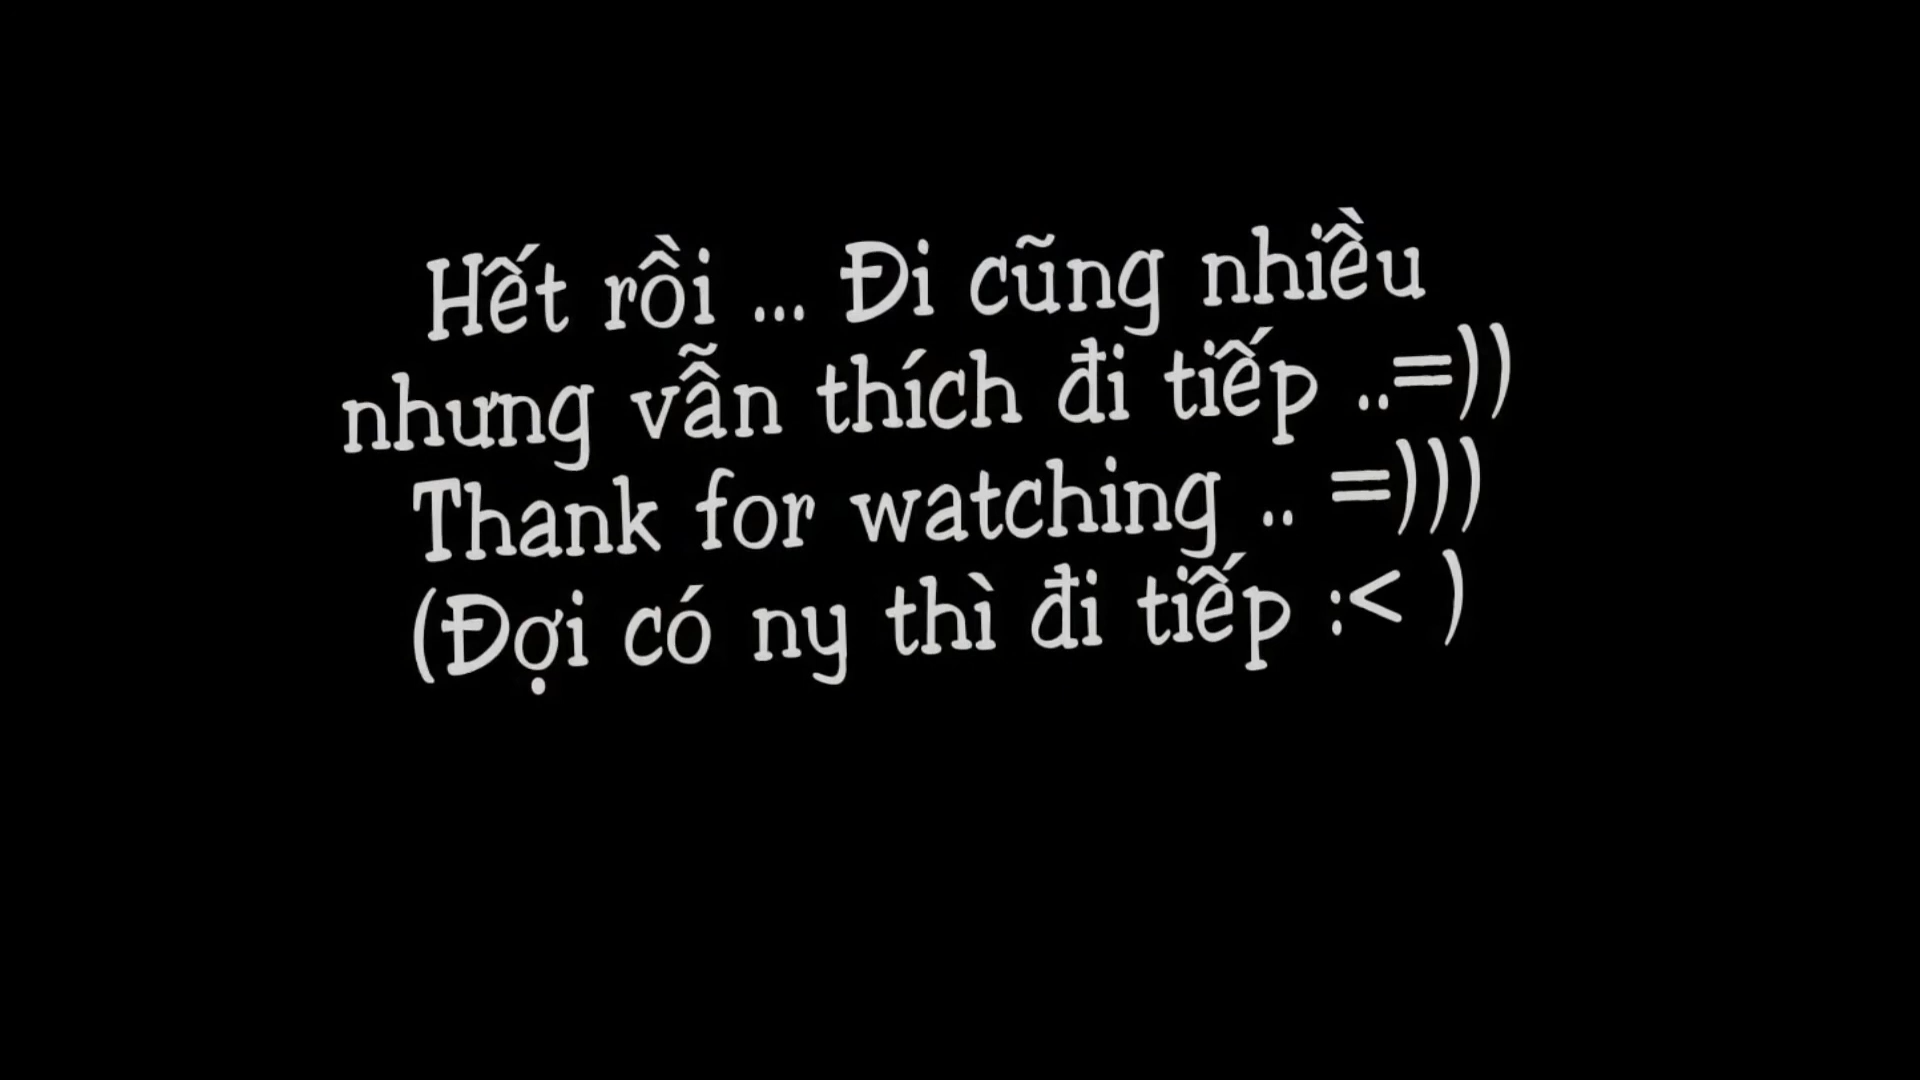 Hết rồi ... Đi cũng nhiều
nhưng vẫn thích đi tiếp ..=))
Thank for watching .. =)))
(Đợi có ny thì đi tiếp :< )